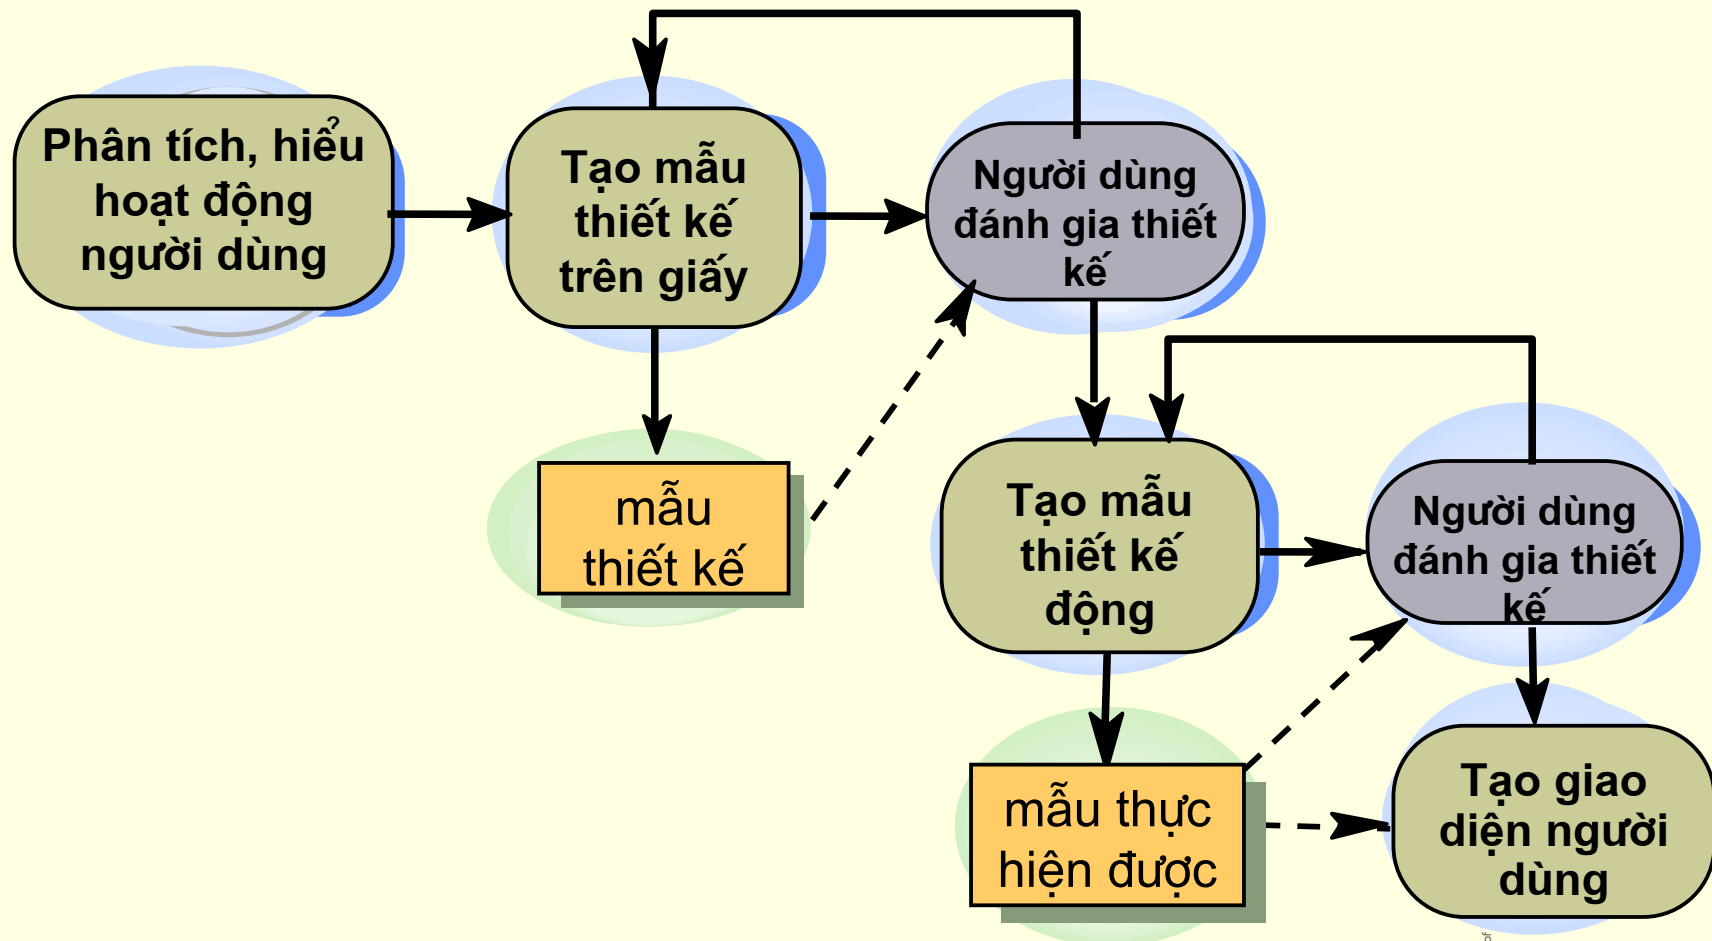 Phân tích, hiểu
hoạt động
người dùng
Tạo mẫu
thiết kế
trên giấy
Người dùng
đánh gia thiết
kế
mẫu
thiết kế
Tạo mẫu
thiết kế
động
Người dùng
đánh gia thiết
kế
mẫu thực
hiện được
Tạo giao
diện người
dùng
of